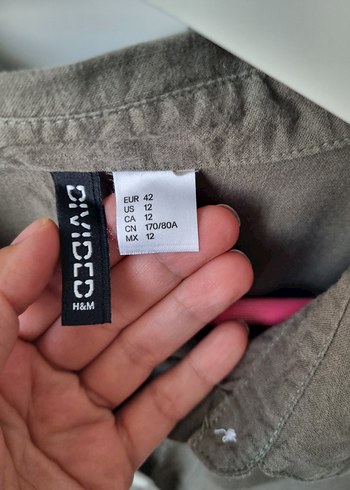 DIVIDED
H&M
EUR 42
US 12
CA 12
CN 170/80A
MX 12